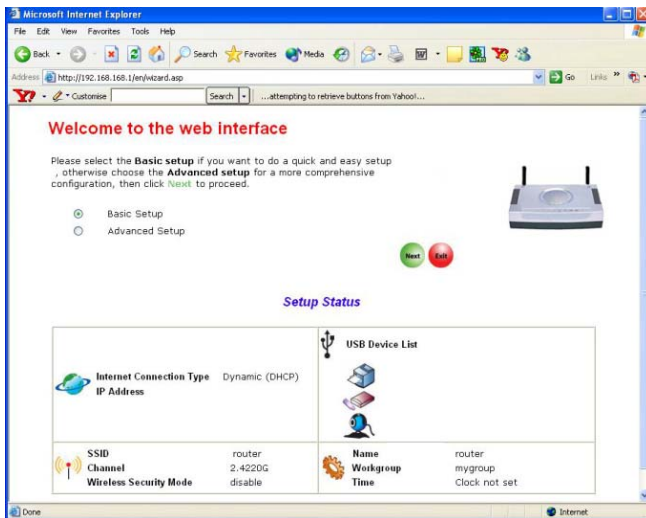 Microsoft Internet Explorer
File Edit View Favorites Tools Help
Back Search Favorites Media
Address http://192.168.168.1/en/wizard.asp Go Links »
Y! Customise Search ...attempting to retrieve buttons from Yahoo!...
Welcome to the web interface
Please select the Basic setup if you want to do a quick and easy setup
, otherwise choose the Advanced setup for a more comprehensive
configuration, then click Next to proceed.
Basic Setup
Advanced Setup
Next Exit
Setup Status
Internet Connection Type Dynamic (DHCP)
IP Address
USB Device List
SSID router
Channel 2.4220G
Wireless Security Mode disable
Name router
Workgroup mygroup
Time Clock not set
Done Internet